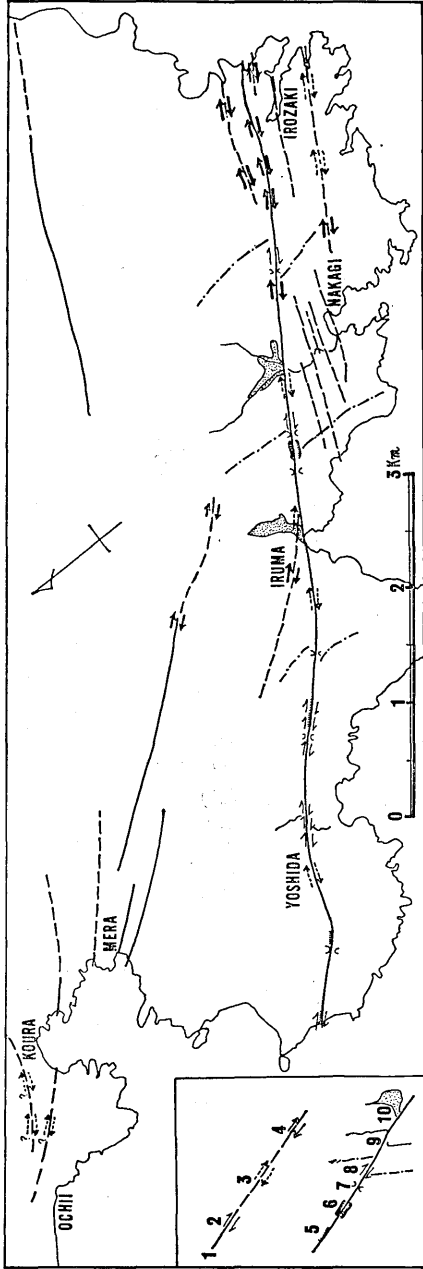 OCHII
KOURA
MERA
YOSHIDA
IRUMA
NAKAGI
IROZAKI
0 1 2 3 Km
1 2 3 4
5 6 7 8 9 10
? ?
? ?